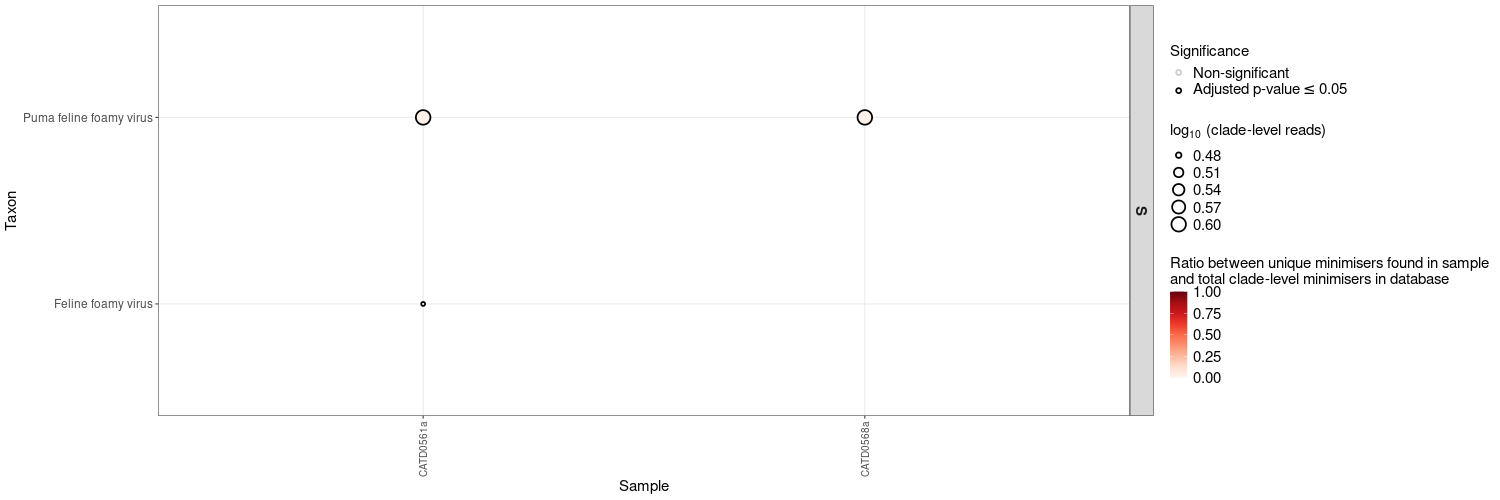 Taxon
Puma feline foamy virus
Feline foamy virus
CATD0561a
CATD0568a
Sample
S
Significance
Non-significant
Adjusted p-value ≤ 0.05
log10 (clade-level reads)
0.48
0.51
0.54
0.57
0.60
Ratio between unique minimisers found in sample
and total clade-level minimisers in database
1.00
0.75
0.50
0.25
0.00